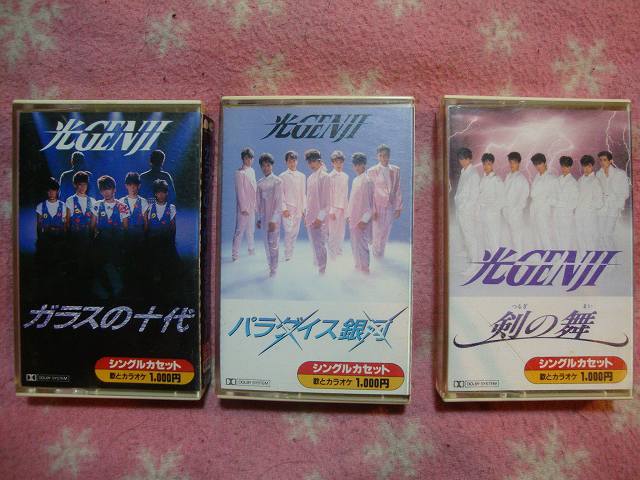 光GENJI
ガラスの十代
シングルカセット
歌とカラオケ 1,000円
DOLBY SYSTEM
光GENJI
パラダイス銀河
シングルカセット
歌とカラオケ 1,000円
DOLBY SYSTEM
光GENJI
つるぎ まい
剣の舞
シングルカセット
歌とカラオケ 1,000円
DOLBY SYSTEM